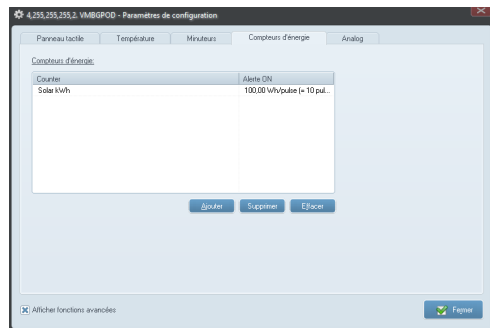 4,255,255,255,2. VMBGPOD - Paramètres de configuration
Panneau tactile Température Minuteurs Compteurs d'énergie Analog
Compteurs d'énergie:
Counter Alerte ON
Solar kWh 100,00 Wh/pulse (= 10 pul...
Ajouter Supprimer Effacer
Afficher fonctions avancées
Fermer